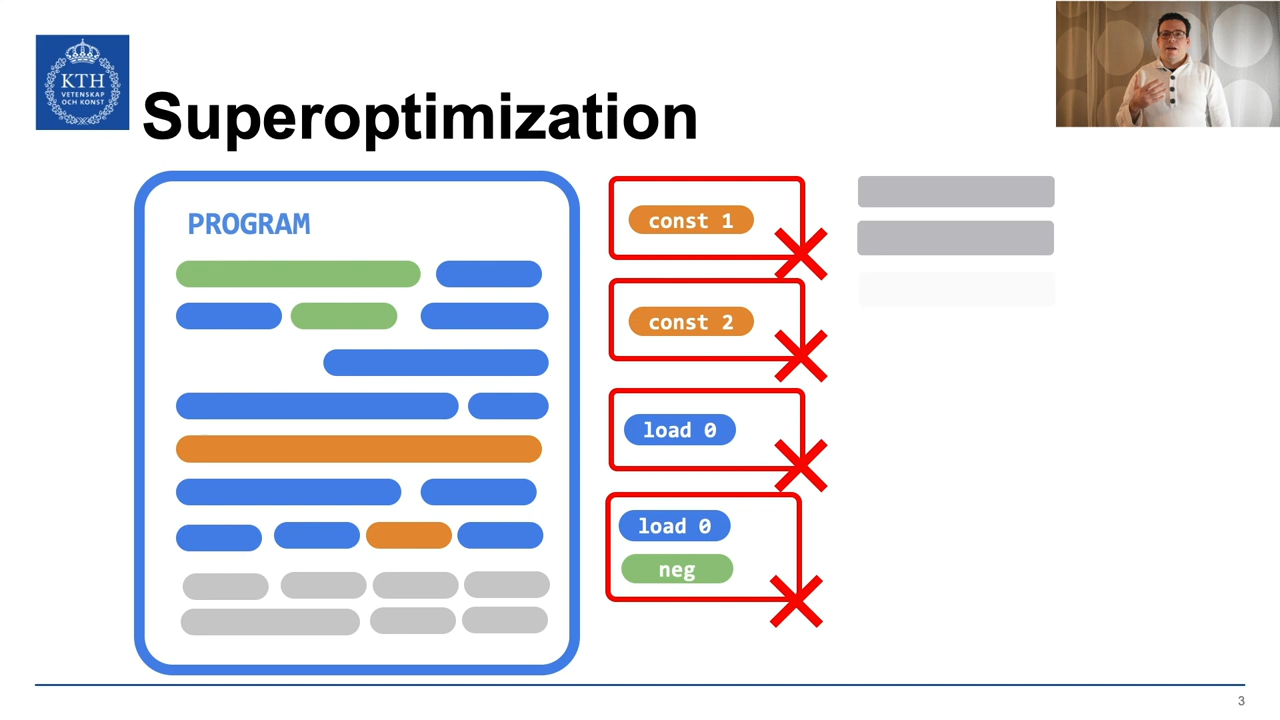 KTH
VETENSKAP
OCH KONST
Superoptimization
PROGRAM
const 1
const 2
load 0
load 0
neg
3